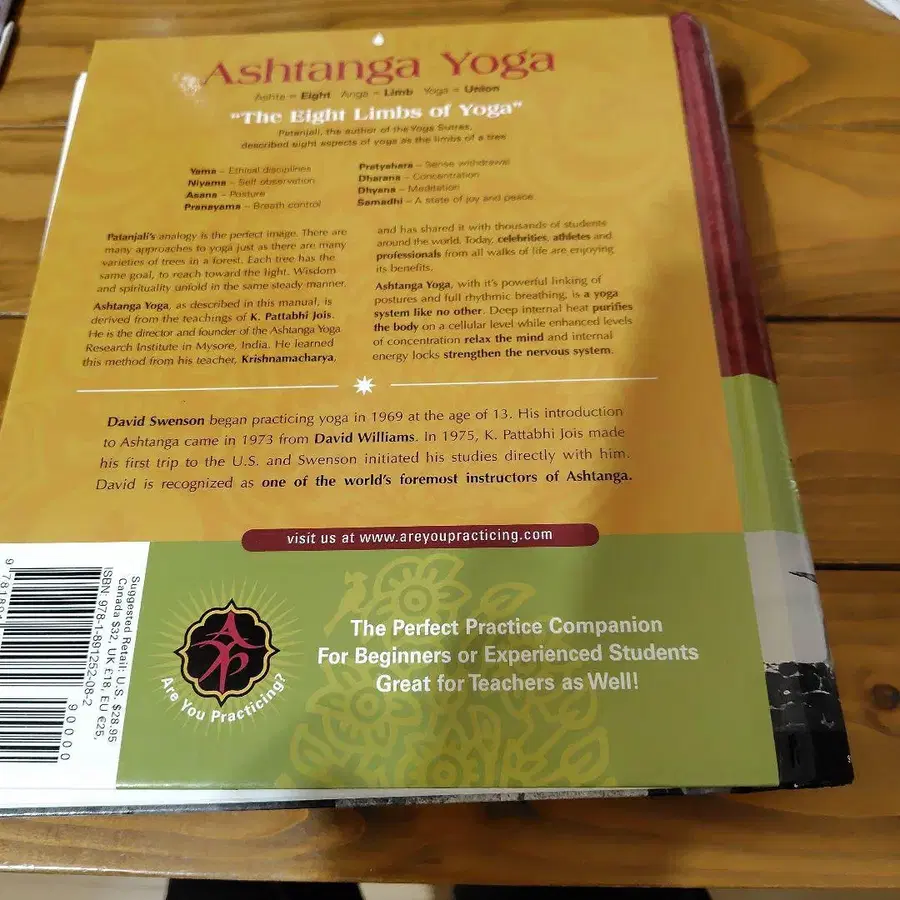 Ashtanga Yoga
Ashta = Eight Anga = Limb Yoga = Union
"The Eight Limbs of Yoga"
Patanjali, the author of the Yoga Sutras,
described eight aspects of yoga as the limbs of a tree
Yama – Ethical disciplines
Niyama – Self observation
Asana – Posture
Pranayama – Breath control
Pratyahara – Sense withdrawal
Dharana – Concentration
Dhyana – Meditation
Samadhi – A state of joy and peace
Patanjali's analogy is the perfect image. There are
many approaches to yoga just as there are many
varieties of trees in a forest. Each tree has the
same goal, to reach toward the light. Wisdom
and spirituality unfold in the same steady manner.
Ashtanga Yoga, as described in this manual, is
derived from the teachings of K. Pattabhi Jois.
He is the director and founder of the Ashtanga Yoga
Research Institute in Mysore, India. He learned
this method from his teacher, Krishnamacharya,
and has shared it with thousands of students
around the world. Today, celebrities, athletes and
professionals from all walks of life are enjoying
its benefits.
Ashtanga Yoga, with it's powerful linking of
postures and full rhythmic breathing, is a yoga
system like no other. Deep internal heat purifies
the body on a cellular level while enhanced levels
of concentration relax the mind and internal
energy locks strengthen the nervous system.
David Swenson began practicing yoga in 1969 at the age of 13. His introduction
to Ashtanga came in 1973 from David Williams. In 1975, K. Pattabhi Jois made
his first trip to the U.S. and Swenson initiated his studies directly with him.
David is recognized as one of the world's foremost instructors of Ashtanga.
visit us at www.areyoupracticing.com
The Perfect Practice Companion
For Beginners or Experienced Students
Great for Teachers as Well!
Are You Practicing?
Suggested Retail: U.S. $28.95
Canada $32, UK £18, EU €25,
ISBN: 978-1-891252-08-2
90000